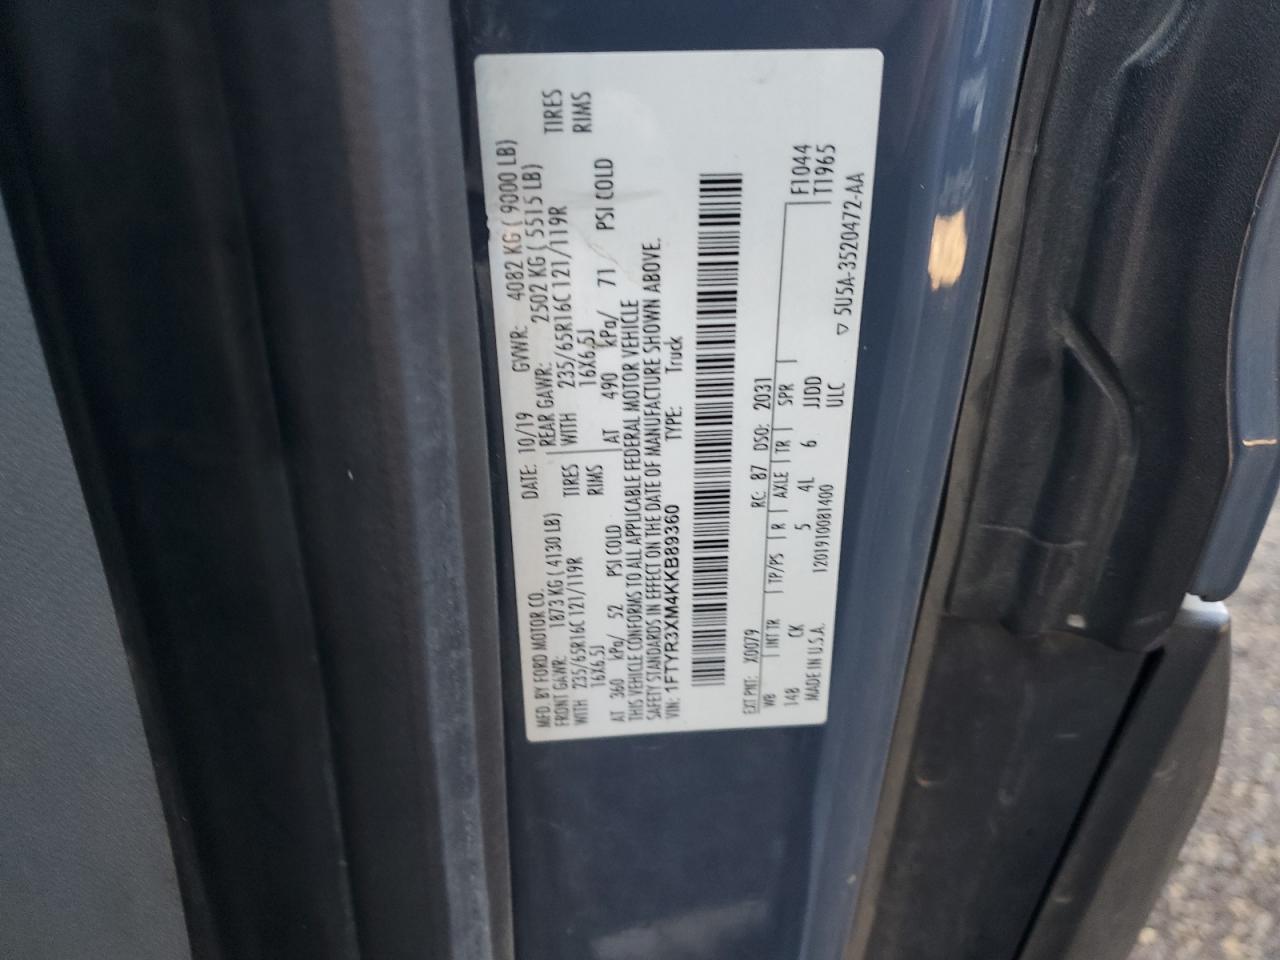 MFD. BY FORD MOTOR CO. DATE: 10/19 GVWR: 4082 KG ( 9000 LB)
FRONT GAWR: 1873 KG ( 4130 LB) REAR GAWR: 2502 KG ( 5515 LB)
WITH 235/65R16C 121/119R TIRES WITH 235/65R16C 121/119R TIRES
16X6.5J RIMS 16X6.5J RIMS
AT 360 kPa/ 52 PSI COLD AT 490 kPa/ 71 PSI COLD
THIS VEHICLE CONFORMS TO ALL APPLICABLE FEDERAL MOTOR VEHICLE
SAFETY STANDARDS IN EFFECT ON THE DATE OF MANUFACTURE SHOWN ABOVE.
VIN: 1FTYR3XM4KKB89360 TYPE: Truck
EXT PNT: X0079 RC: 87 DSO: 2031
WB INT TR TP/PS R AXLE TR SPR F1044
148 CK 5 4L 6 JJDD T1965
MADE IN U.S.A. 1201910081400 ULC
▽ 5U5A-3520472-AA